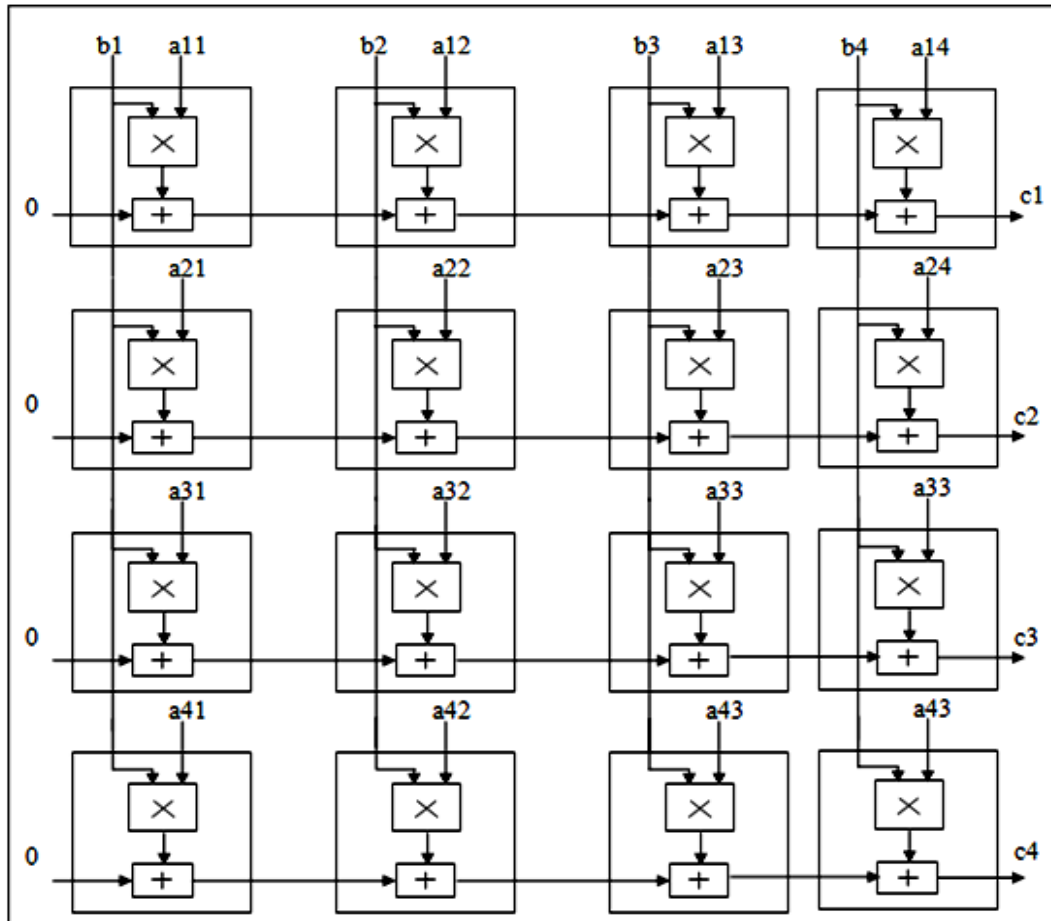 b1 a11 b2 a12 b3 a13 b4 a14
× × × ×
0 + + + + c1
a21 a22 a23 a24
× × × ×
0 + + + + c2
a31 a32 a33 a33
× × × ×
0 + + + + c3
a41 a42 a43 a43
× × × ×
0 + + + + c4